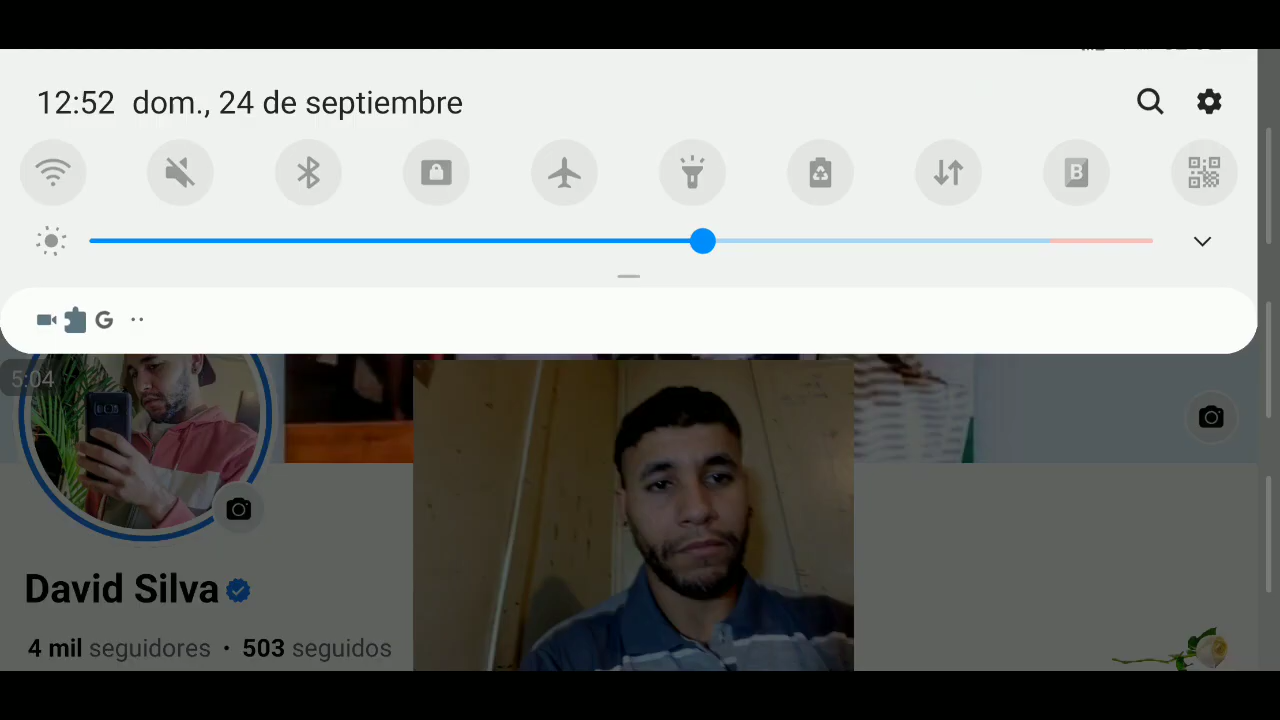 12:52 dom., 24 de septiembre
B
G
5:04
David Silva
4 mil seguidores • 503 seguidos